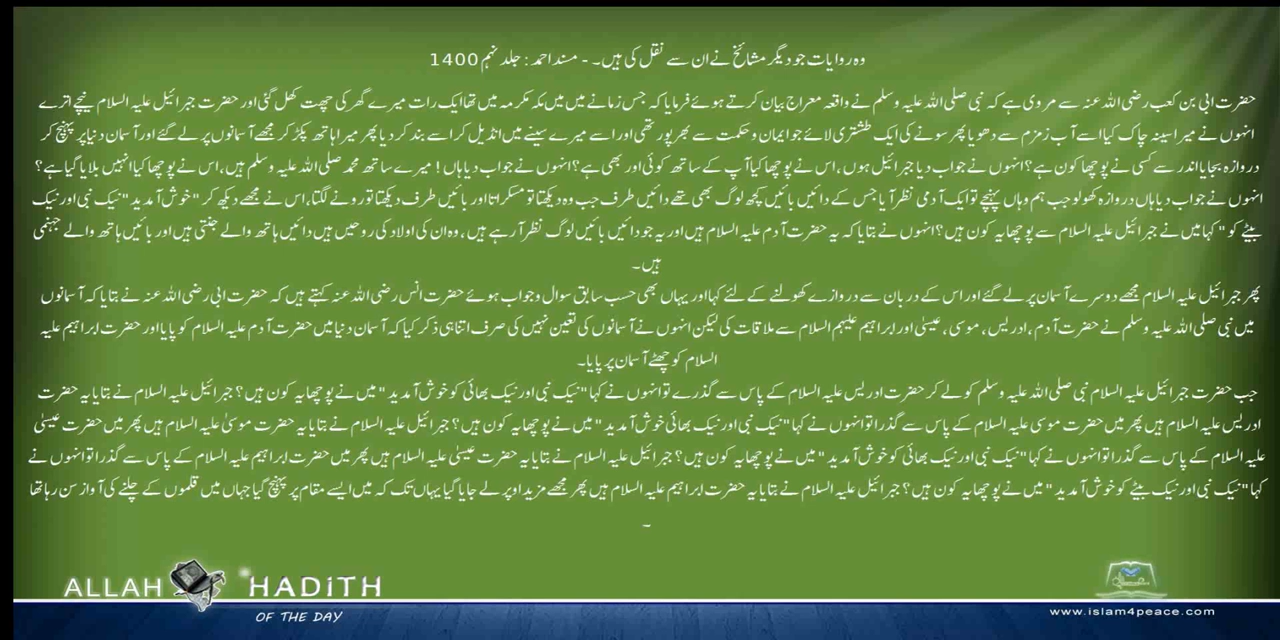 وہ روایات جو دیگر مشائخ نے ان سے نقل کی ہیں۔ - مسند احمد : جلد نہم 1400
حضرت ابی بن کعب رضی اللہ عنہ سے مروی ہے کہ نبی صلی اللہ علیہ وسلم نے واقعہ معراج بیان کرتے ہوئے فرمایا کہ جس زمانے میں میں مکہ مکرمہ میں تھا ایک رات میرے گھر کی چھت کھل گئی اور حضرت جبرائیل علیہ السلام نیچے اترے
انہوں نے میرا سینہ چاک کیا اسے آب زمزم سے دھویا پھر سونے کی ایک طشتری لائے جو ایمان و حکمت سے بھرپور تھی اور اسے میرے سینے میں انڈیل کر اسے بند کر دیا پھر میرا ہاتھ پکڑ کر مجھے آسمانوں پر لے گئے اور آسمان دنیا پر پہنچ کر
دروازہ بجایا اندر سے کسی نے پوچھا کون ہے؟ انہوں نے جواب دیا جبرائیل ہوں، اس نے پوچھا کیا آپ کے ساتھ کوئی اور بھی ہے؟ انہوں نے جواب دیا ہاں! میرے ساتھ محمد صلی اللہ علیہ وسلم ہیں، اس نے پوچھا کیا انہیں بلایا گیا ہے؟
انہوں نے جواب دیا ہاں دروازہ کھولو جب ہم وہاں پہنچے تو ایک آدمی نظر آیا جس کے دائیں بائیں کچھ لوگ بھی تھے دائیں طرف جب وہ دیکھتا تو مسکراتا اور بائیں طرف دیکھتا تو رونے لگتا، اس نے مجھے دیکھ کر "خوش آمدید" نیک نبی اور نیک
بیٹے کو" کہا میں نے جبرائیل علیہ السلام سے پوچھا یہ کون ہیں؟ انہوں نے بتایا کہ یہ حضرت آدم علیہ السلام ہیں اور یہ جو دائیں بائیں لوگ نظر آ رہے ہیں، وہ ان کی اولاد کی روحیں ہیں دائیں ہاتھ والے جنتی ہیں اور بائیں ہاتھ والے جہنمی
ہیں۔
پھر جبرائیل علیہ السلام مجھے دوسرے آسمان پر لے گئے اور اس کے دربان سے دروازے کھولنے کے لئے کہا اور یہاں بھی حسب سابق سوال و جواب ہوئے حضرت انس رضی اللہ عنہ کہتے ہیں کہ حضرت ابی رضی اللہ عنہ نے بتایا کہ آسمانوں
میں نبی صلی اللہ علیہ وسلم نے حضرت آدم، ادریس، موسی، عیسیٰ اور ابراہیم علیہم السلام سے ملاقات کی لیکن انہوں نے آسمانوں کی تعین نہیں کی صرف اتنا ہی ذکر کیا کہ آسمان دنیا میں حضرت آدم علیہ السلام کو پایا اور حضرت ابراہیم علیہ
السلام کو چھٹے آسمان پر پایا۔
جب حضرت جبرائیل علیہ السلام نبی صلی اللہ علیہ وسلم کو لے کر حضرت ادریس علیہ السلام کے پاس سے گذرے تو انہوں نے کہا "نیک نبی اور نیک بھائی کو خوش آمدید" میں نے پوچھا یہ کون ہیں؟ جبرائیل علیہ السلام نے بتایا یہ حضرت
ادریس علیہ السلام ہیں پھر میں حضرت موسی علیہ السلام کے پاس سے گذرا تو انہوں نے کہا "نیک نبی اور نیک بھائی خوش آمدید" میں نے پوچھا یہ کون ہیں؟ جبرائیل علیہ السلام نے بتایا یہ حضرت موسیٰ علیہ السلام ہیں پھر میں حضرت عیسیٰ
علیہ السلام کے پاس سے گذرا تو انہوں نے کہا "نیک نبی اور نیک بھائی کو خوش آمدید" میں نے پوچھا یہ کون ہیں؟ جبرائیل علیہ السلام نے بتایا یہ حضرت عیسیٰ علیہ السلام ہیں پھر میں حضرت ابراہیم علیہ السلام کے پاس سے گذرا تو انہوں نے
کہا "نیک نبی اور نیک بیٹے کو خوش آمدید" میں نے پوچھا یہ کون ہیں؟ جبرائیل علیہ السلام نے بتایا یہ حضرت ابراہیم علیہ السلام ہیں پھر مجھے مزید اوپر لے جایا گیا یہاں تک کہ میں ایسے مقام پر پہنچ گیا جہاں میں قلموں کے چلنے کی آواز سن رہا تھا
۔
ALLAH HADITH
OF THE DAY
www.islam4peace.com